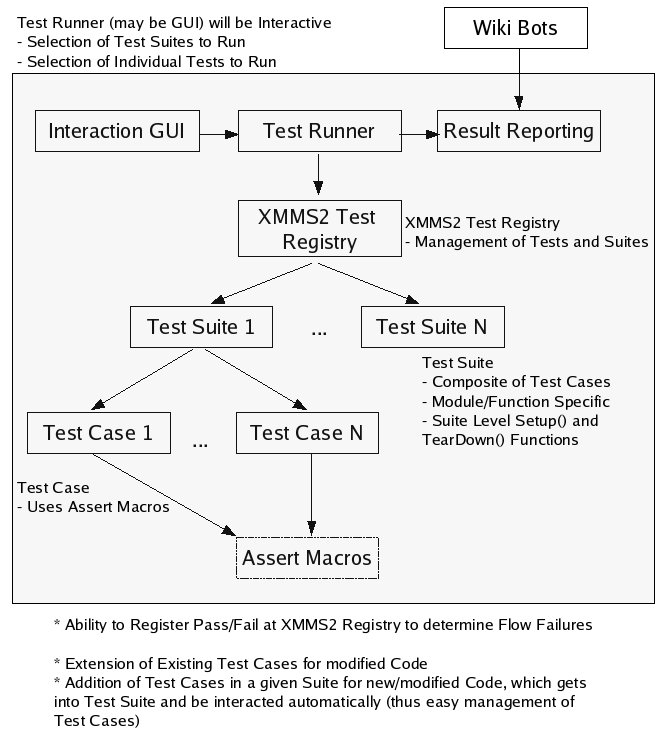 Test Runner (may be GUI) will be Interactive
- Selection of Test Suites to Run
- Selection of Individual Tests to Run
Wiki Bots
Interaction GUI
Test Runner
Result Reporting
XMMS2 Test
Registry
XMMS2 Test Registry
- Management of Tests and Suites
Test Suite 1
...
Test Suite N
Test Suite
- Composite of Test Cases
- Module/Function Specific
- Suite Level Setup() and
TearDown() Functions
Test Case 1
...
Test Case N
Test Case
- Uses Assert Macros
Assert Macros
* Ability to Register Pass/Fail at XMMS2 Registry to determine Flow Failures
* Extension of Existing Test Cases for modified Code
* Addition of Test Cases in a given Suite for new/modified Code, which gets
into Test Suite and be interacted automatically (thus easy management of
Test Cases)